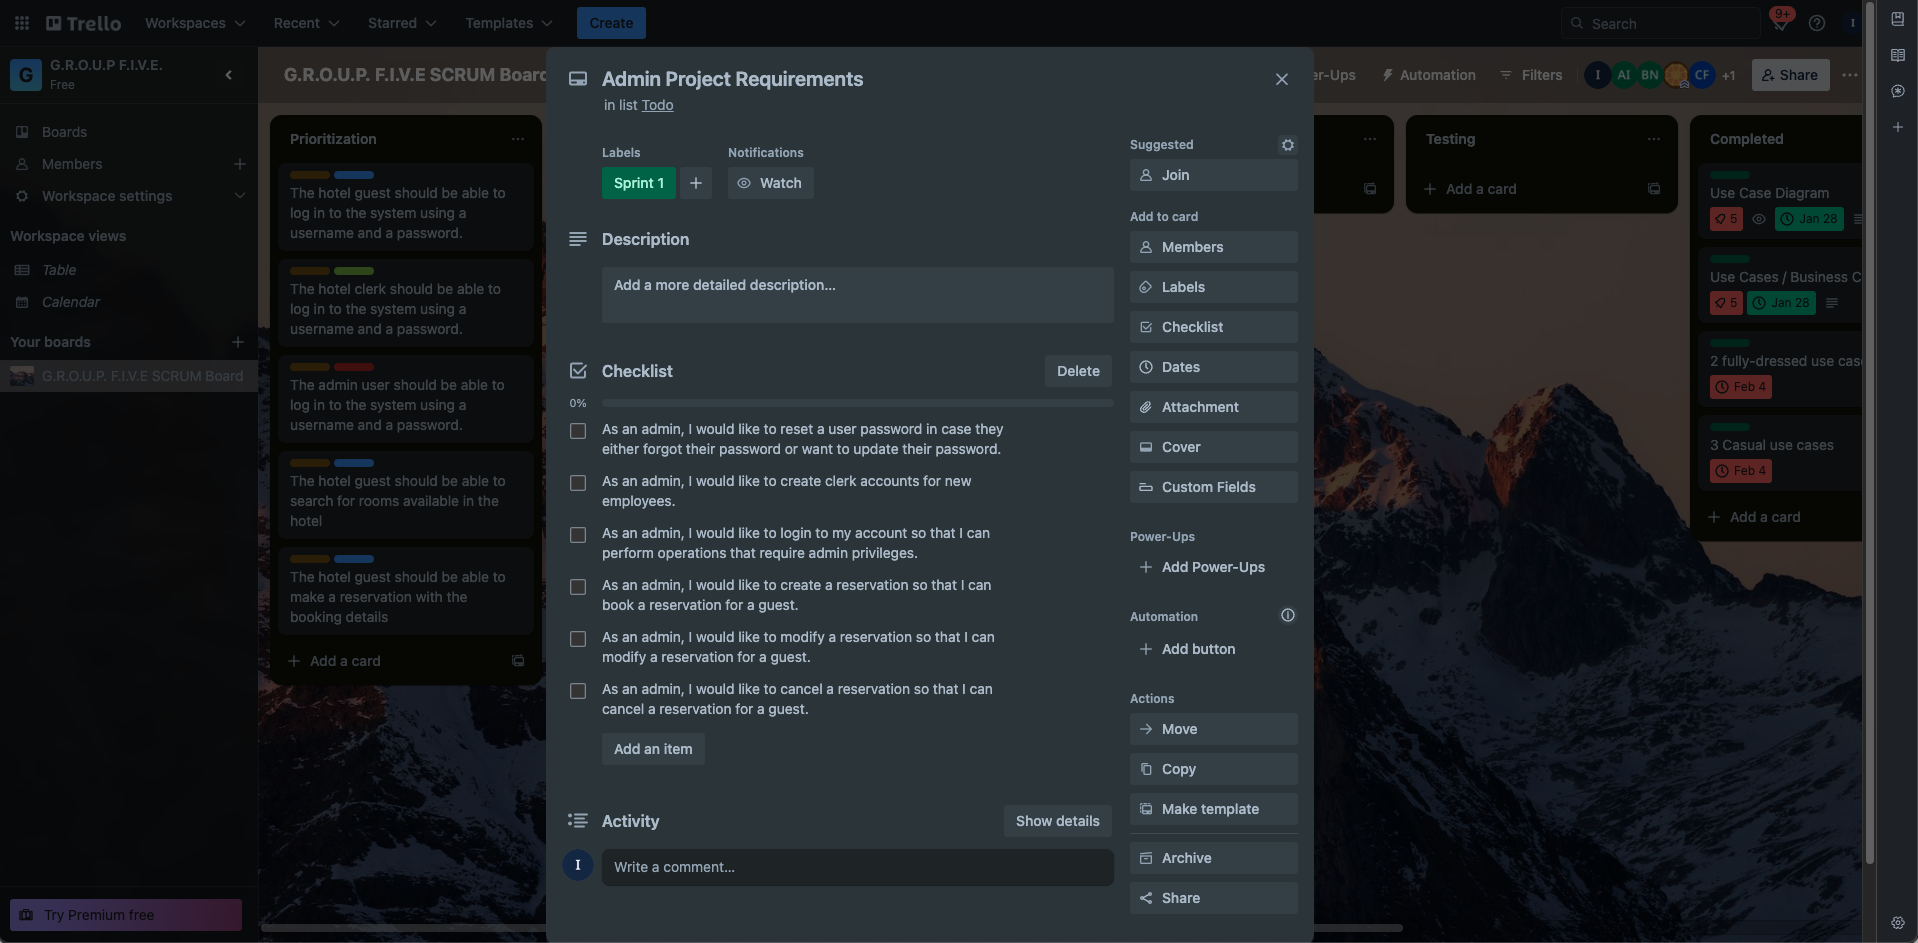 Trello
Workspaces
Recent
Starred
Templates
Create
Search
9+
I
G
G.R.O.U.P F.I.V.E.
Free
Boards
Members
Workspace settings
Workspace views
Table
Calendar
Your boards
G.R.O.U.P. F.I.V.E SCRUM Board
Try Premium free
G.R.O.U.P. F.I.V.E SCRUM Board
er-Ups
Automation
Filters
I
AI
BN
CF
+1
Share
Prioritization
The hotel guest should be able to
log in to the system using a
username and a password.
The hotel clerk should be able to
log in to the system using a
username and a password.
The admin user should be able to
log in to the system using a
username and a password.
The hotel guest should be able to
search for rooms available in the
hotel
The hotel guest should be able to
make a reservation with the
booking details
Add a card
Admin Project Requirements
in list Todo
Labels
Sprint 1
Notifications
Watch
Description
Add a more detailed description...
Checklist
Delete
0%
As an admin, I would like to reset a user password in case they
either forgot their password or want to update their password.
As an admin, I would like to create clerk accounts for new
employees.
As an admin, I would like to login to my account so that I can
perform operations that require admin privileges.
As an admin, I would like to create a reservation so that I can
book a reservation for a guest.
As an admin, I would like to modify a reservation so that I can
modify a reservation for a guest.
As an admin, I would like to cancel a reservation so that I can
cancel a reservation for a guest.
Add an item
Activity
Show details
I
Write a comment...
Suggested
Join
Add to card
Members
Labels
Checklist
Dates
Attachment
Cover
Custom Fields
Power-Ups
Add Power-Ups
Automation
Add button
Actions
Move
Copy
Make template
Archive
Share
Testing
Add a card
Completed
Use Case Diagram
5
Jan 28
Use Cases / Business C
5
Jan 28
2 fully-dressed use cas
Feb 4
3 Casual use cases
Feb 4
Add a card